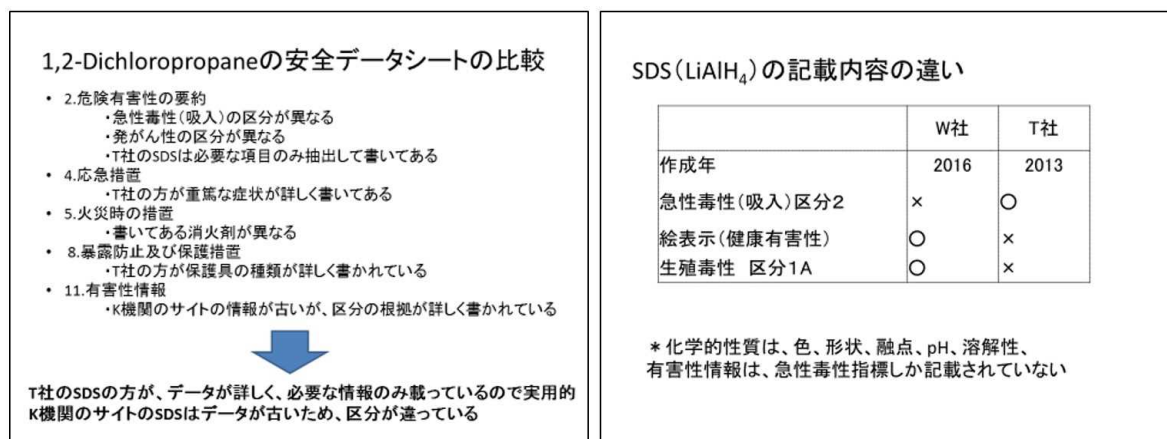 1,2-Dichloropropaneの安全データシートの比較
• 2.危険有害性の要約
・急性毒性(吸入)の区分が異なる
・発がん性の区分が異なる
・T社のSDSは必要な項目のみ抽出して書いてある
• 4.応急措置
・T社の方が重篤な症状が詳しく書いてある
• 5.火災時の措置
・書いてある消火剤が異なる
• 8.暴露防止及び保護措置
・T社の方が保護具の種類が詳しく書かれている
• 11.有害性情報
・K機関のサイトの情報が古いが、区分の根拠が詳しく書かれている
T社のSDSの方が、データが詳しく、必要な情報のみ載っているので実用的
K機関のサイトのSDSはデータが古いため、区分が違っている
SDS(LiAlH₄)の記載内容の違い
W社 T社
作成年 2016 2013
急性毒性(吸入)区分2 × ○
絵表示(健康有害性) ○ ×
生殖毒性 区分1A ○ ×
＊化学的性質は、色、形状、融点、pH、溶解性、
有害性情報は、急性毒性指標しか記載されていない